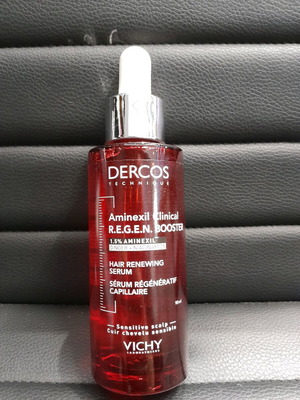 DERCOS
TECHNIQUE
Aminexil Clinical
R.E.G.E.N. BOOSTER
1.5% AMINEXIL
HAIR RENEWING
SERUM
SÉRUM RÉGÉNÉRATIF
CAPILLAIRE
Sensitive scalp
Cuir chevelu sensible
VICHY
LABORATOIRES